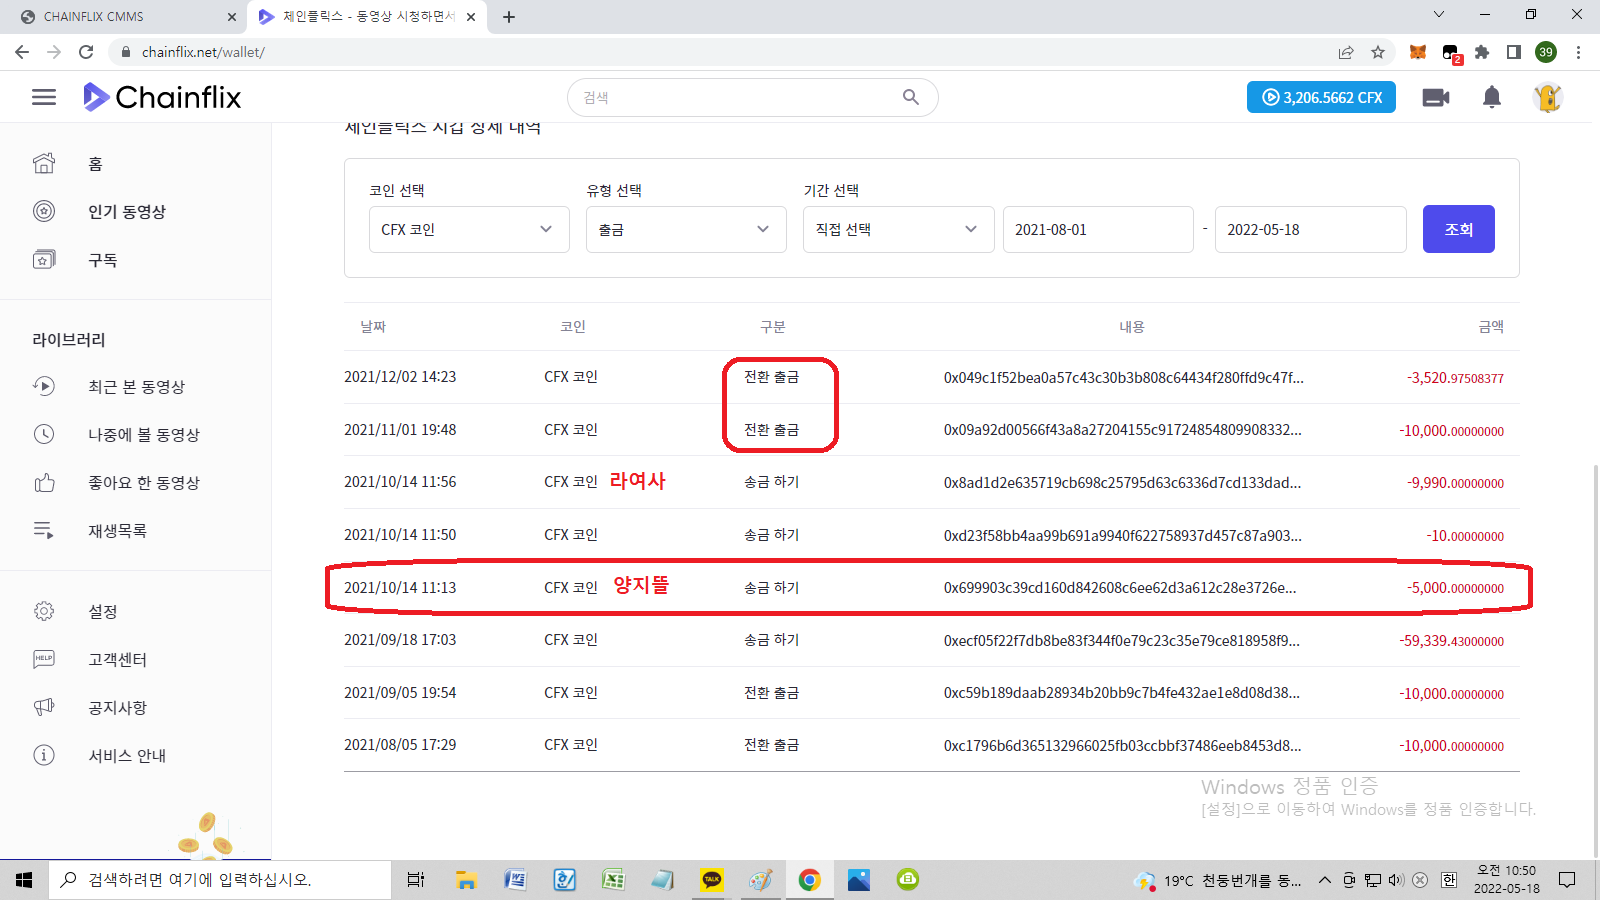 CHAINFLIX CMMS
체인플릭스 - 동영상 시청하면서
chainflix.net/wallet/
2
39
Chainflix
검색
3,206.5662 CFX
체인플릭스 지갑 상세 내역
홈
인기 동영상
구독
라이브러리
최근 본 동영상
나중에 볼 동영상
좋아요 한 동영상
재생목록
설정
HELP
고객센터
공지사항
서비스 안내
코인 선택 유형 선택 기간 선택
CFX 코인 출금 직접 선택 2021-08-01 - 2022-05-18 조회
날짜 코인 구분 내용 금액
2021/12/02 14:23 CFX 코인 전환 출금 0x049c1f52bea0a57c43c30b3b808c64434f280ffd9c47f... -3,520.97508377
2021/11/01 19:48 CFX 코인 전환 출금 0x09a92d00566f43a8a27204155c91724854809908332... -10,000.00000000
2021/10/14 11:56 CFX 코인 라여사 송금 하기 0x8ad1d2e635719cb698c25795d63c6336d7cd133dad... -9,990.00000000
2021/10/14 11:50 CFX 코인 송금 하기 0xd23f58bb4aa99b691a9940f622758937d457c87a903... -10.00000000
2021/10/14 11:13 CFX 코인 양지뜰 송금 하기 0x699903c39cd160d842608c6ee62d3a612c28e3726e... -5,000.00000000
2021/09/18 17:03 CFX 코인 송금 하기 0xecf05f22f7db8be83f344f0e79c23c35e79ce818958f9... -59,339.43000000
2021/09/05 19:54 CFX 코인 전환 출금 0xc59b189daab28934b20bb9c7b4fe432ae1e8d08d38... -10,000.00000000
2021/08/05 17:29 CFX 코인 전환 출금 0xc1796b6d365132966025fb03ccbbf37486eeb8453d8... -10,000.00000000
Windows 정품 인증
[설정]으로 이동하여 Windows를 정품 인증합니다.
검색하려면 여기에 입력하십시오.
TALK
19°C 천둥번개를 동...
한
오전 10:50
2022-05-18